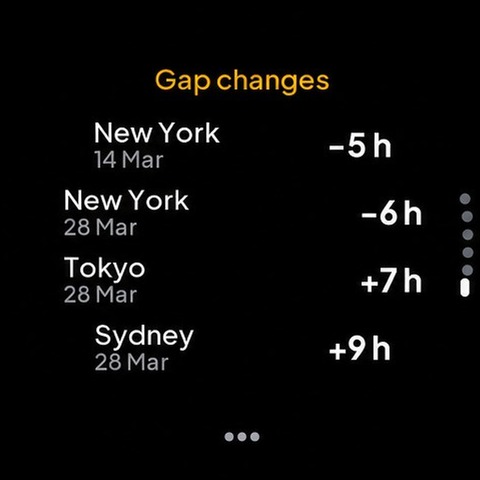 Gap changes
New York
14 Mar
-5 h
New York
28 Mar
-6 h
Tokyo
28 Mar
+7 h
Sydney
28 Mar
+9 h